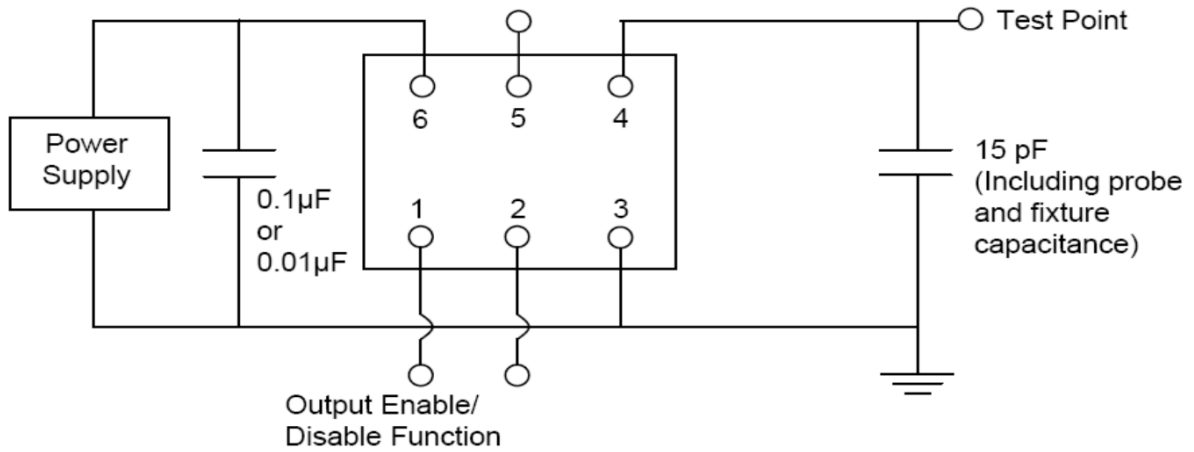 Test Point
6
5
4
Power
Supply
0.1µF
or
0.01µF
1
2
3
15 pF
(Including probe
and fixture
capacitance)
Output Enable/
Disable Function